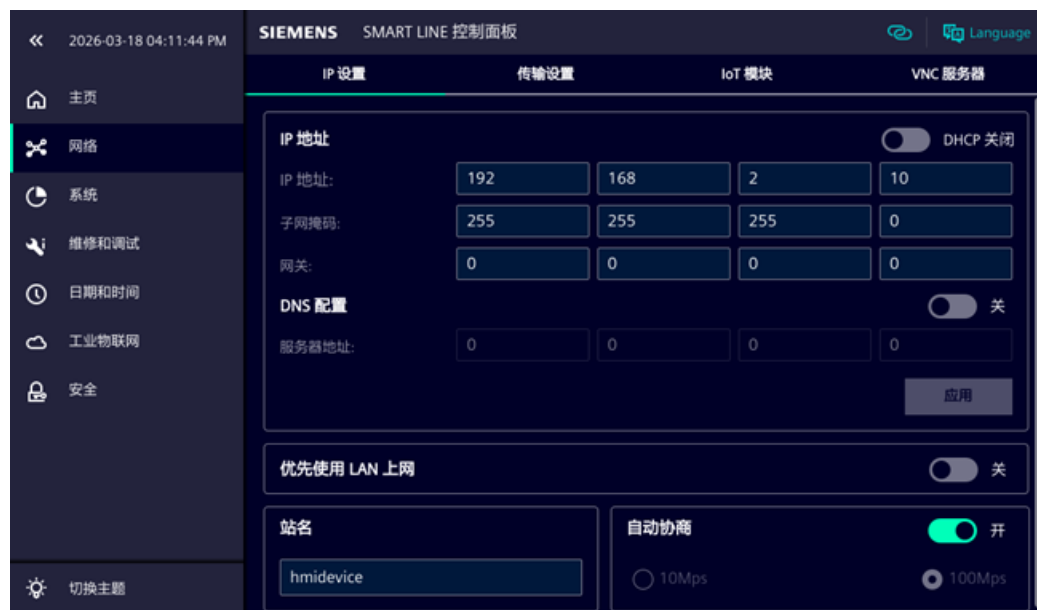 2026-03-18 04:11:44 PM
主页
网络
系统
维修和调试
日期和时间
工业物联网
安全
切换主题
SIEMENS SMART LINE 控制面板
Language
IP 设置 传输设置 IoT 模块 VNC 服务器
IP 地址 DHCP 关闭
IP 地址: 192 168 2 10
子网掩码: 255 255 255 0
网关: 0 0 0 0
DNS 配置 关
服务器地址: 0 0 0 0
应用
优先使用 LAN 上网 关
站名
hmidevice
自动协商 开
10Mbps 100Mbps